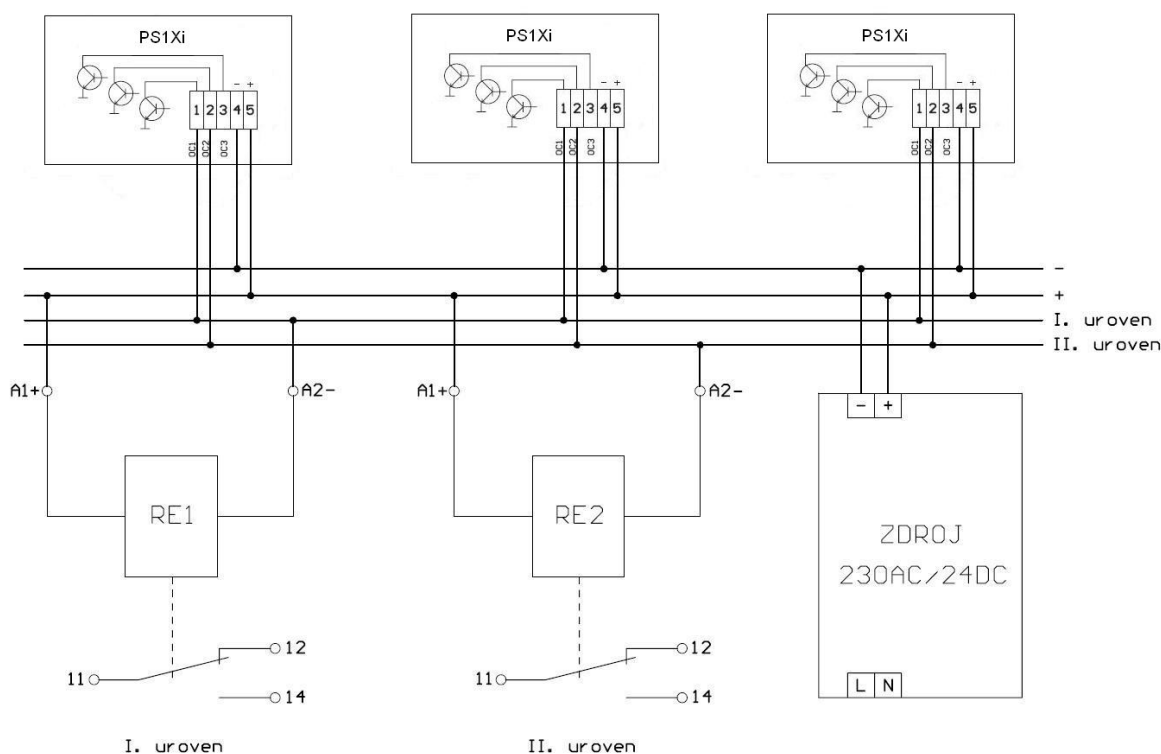 PS1Xi PS1Xi PS1Xi
- + - + - +
1 2 3 4 5 1 2 3 4 5 1 2 3 4 5
OC1 OC2 OC3 OC1 OC2 OC3 OC1 OC2 OC3
-
+
I. uroven
II. uroven
A1+ A2- A1+ A2- - +
RE1 RE2 ZDROJ
230AC/24DC
12 12
11 11
14 14 L N
I. uroven II. uroven